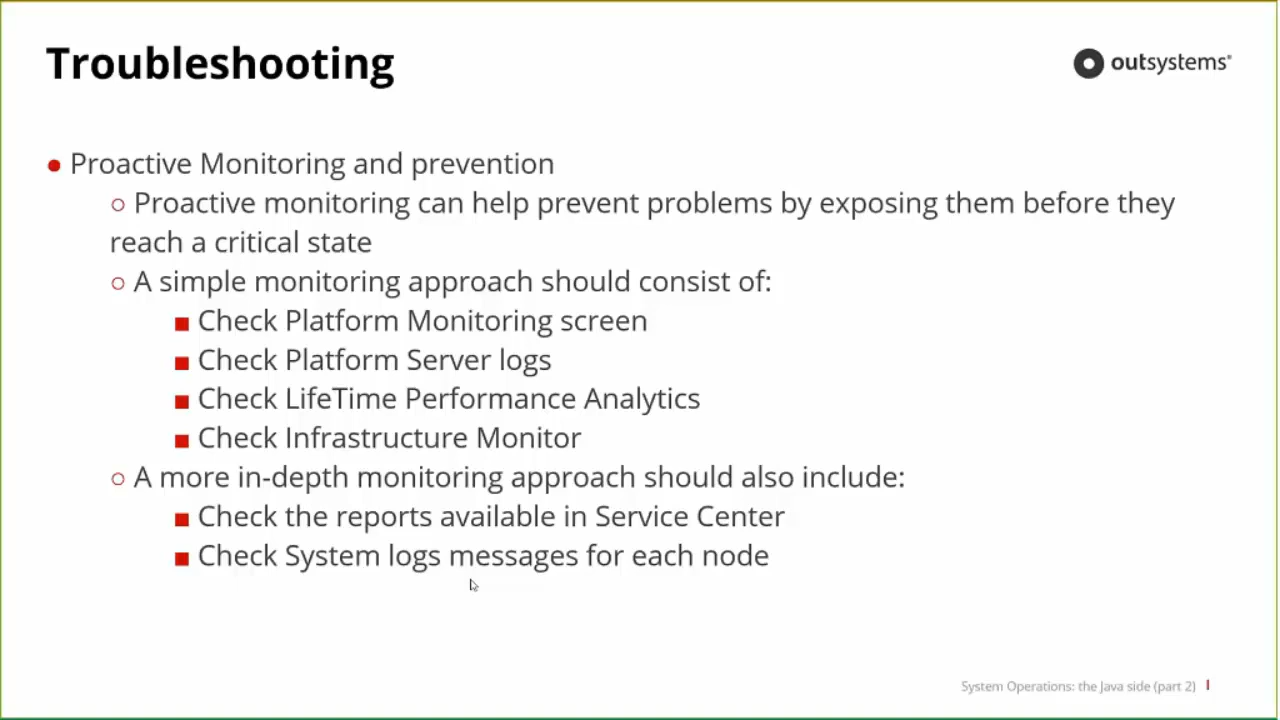 Troubleshooting
outsystems®
● Proactive Monitoring and prevention
○ Proactive monitoring can help prevent problems by exposing them before they
reach a critical state
○ A simple monitoring approach should consist of:
■ Check Platform Monitoring screen
■ Check Platform Server logs
■ Check LifeTime Performance Analytics
■ Check Infrastructure Monitor
○ A more in-depth monitoring approach should also include:
■ Check the reports available in Service Center
■ Check System logs messages for each node
System Operations: the Java side (part 2) I